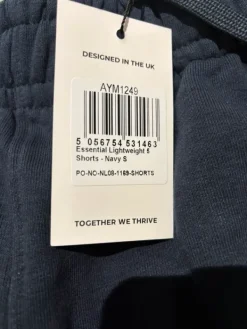 DESIGNED IN THE UK
AYM1249
5 056754 531463
Essential Lightweight 5
Shorts - Navy S
PO-NO-NL08-1169-SHORTS
TOGETHER WE THRIVE